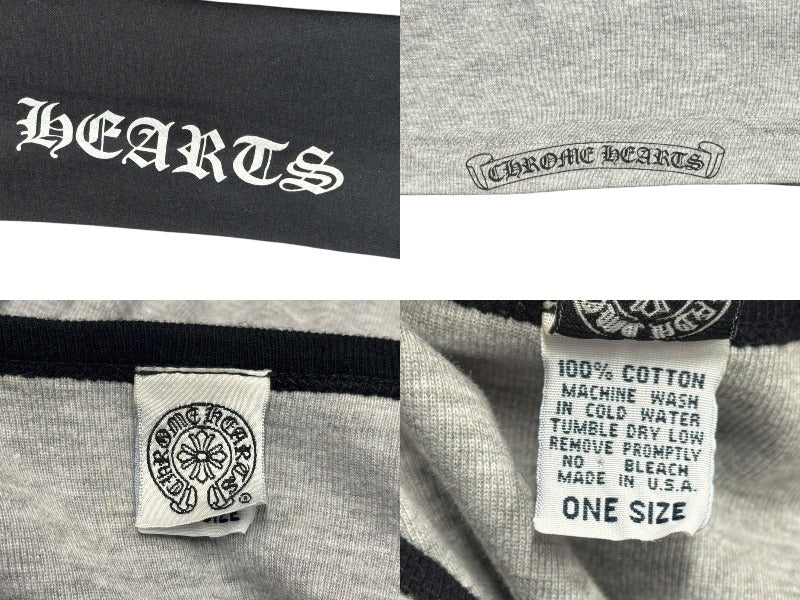 HEARTS
CHROME HEARTS
CHROME HEARTS
®
SIZE
100% COTTON
MACHINE WASH
IN COLD WATER
TUMBLE DRY LOW
REMOVE PROMPTLY
NO BLEACH
MADE IN U.S.A.
ONE SIZE